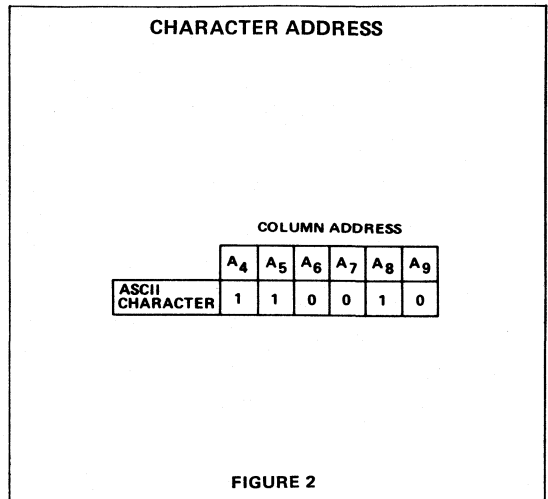 CHARACTER ADDRESS
COLUMN ADDRESS
A4 A5 A6 A7 A8 A9
ASCII
CHARACTER 1 1 0 0 1 0
FIGURE 2